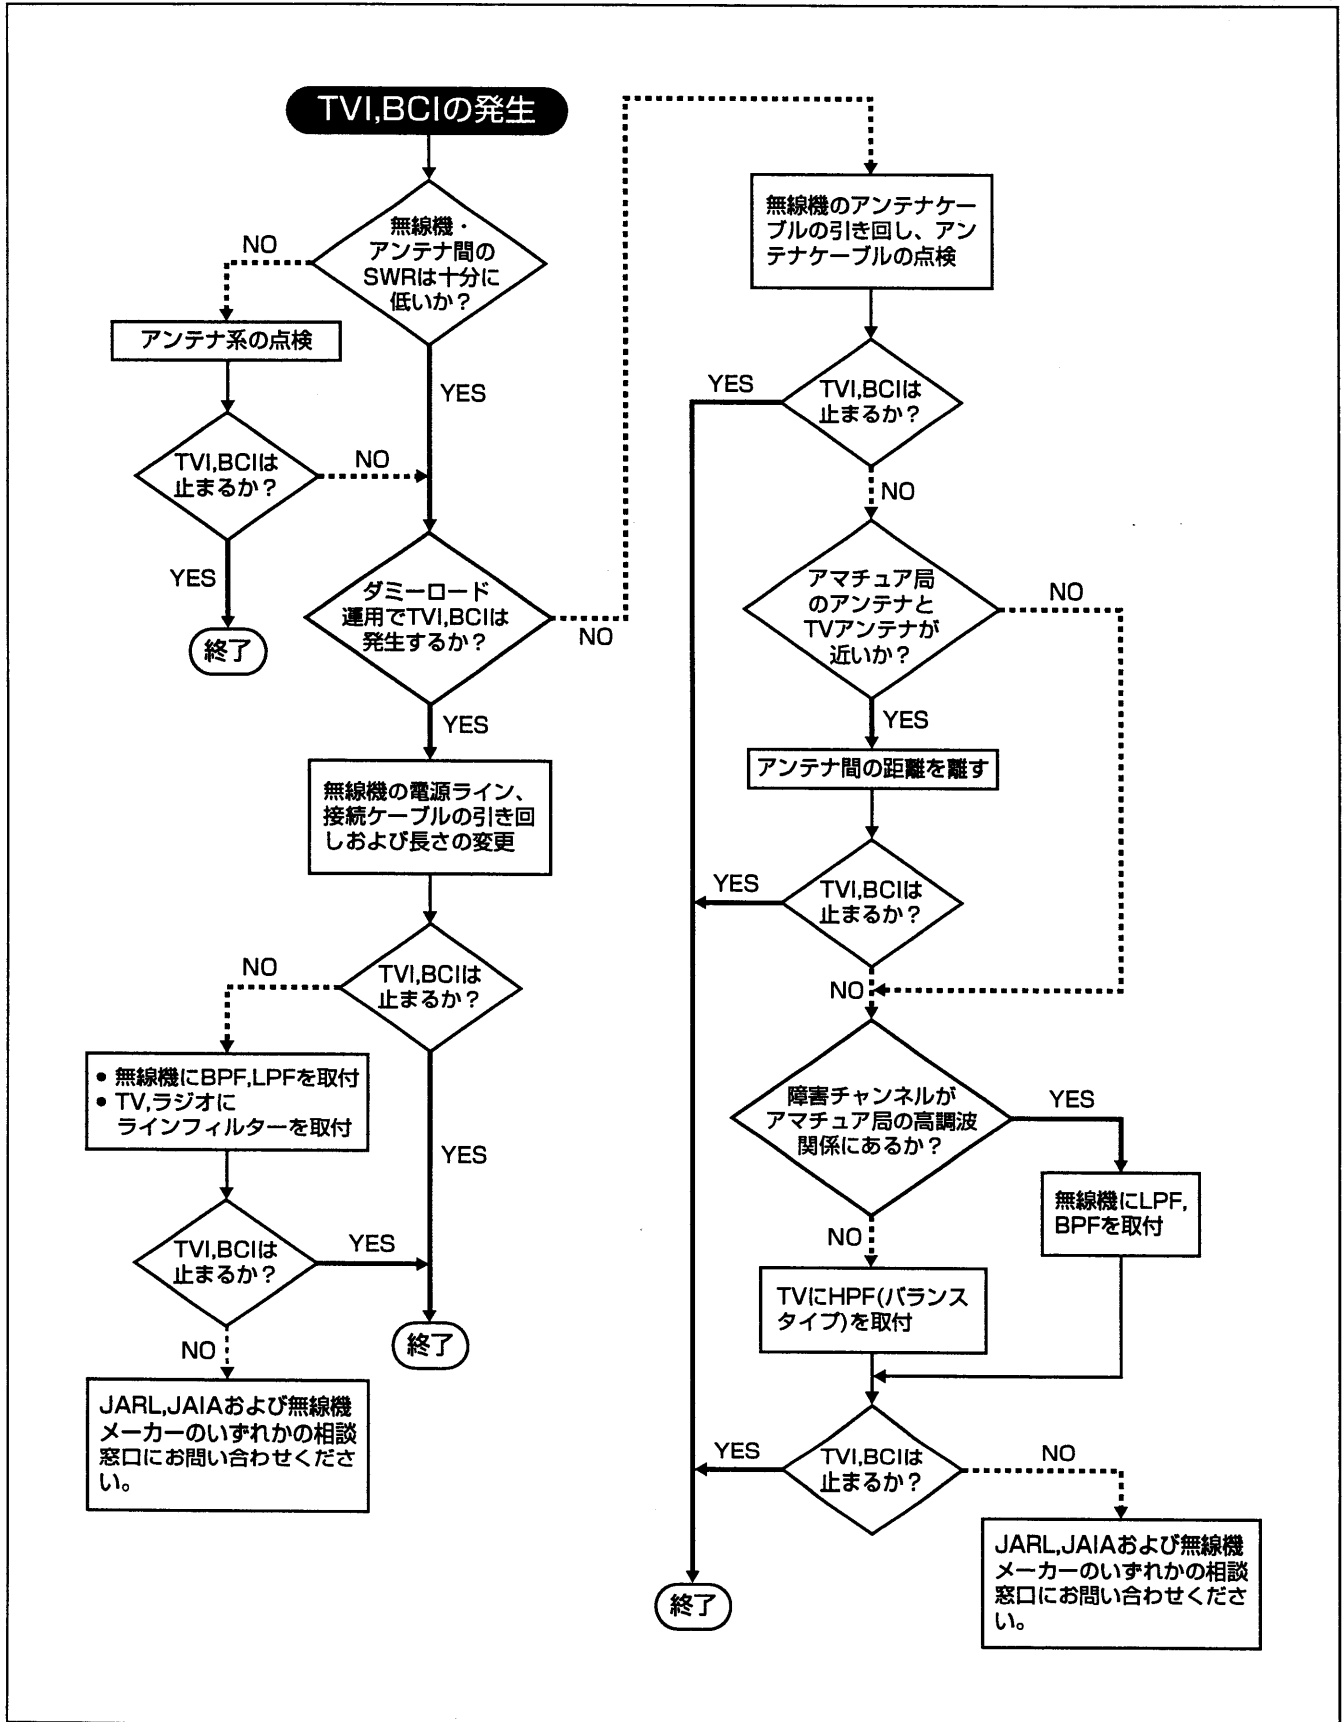 TVI,BCIの発生
無線機・
アンテナ間の
SWRは十分に
低いか？
NO
アンテナ系の点検
YES
TVI,BCIは
止まるか？
NO
YES
終了
ダミーロード
運用でTVI,BCIは
発生するか？
NO
YES
無線機の電源ライン、
接続ケーブルの引き回
しおよび長さの変更
TVI,BCIは
止まるか？
NO
YES
● 無線機にBPF,LPFを取付
● TV,ラジオに
ラインフィルターを取付
TVI,BCIは
止まるか？
YES
終了
NO
JARL,JAIAおよび無線機
メーカーのいずれかの相談
窓口にお問い合わせくださ
い。
無線機のアンテナケー
ブルの引き回し、アン
テナケーブルの点検
TVI,BCIは
止まるか？
YES
NO
アマチュア局
のアンテナと
TVアンテナが
近いか？
NO
YES
アンテナ間の距離を離す
TVI,BCIは
止まるか？
YES
NO
障害チャンネルが
アマチュア局の高調波
関係にあるか？
YES
無線機にLPF,
BPFを取付
NO
TVにHPF(バランス
タイプ)を取付
TVI,BCIは
止まるか？
YES
NO
終了
JARL,JAIAおよび無線機
メーカーのいずれかの相談
窓口にお問い合わせくださ
い。